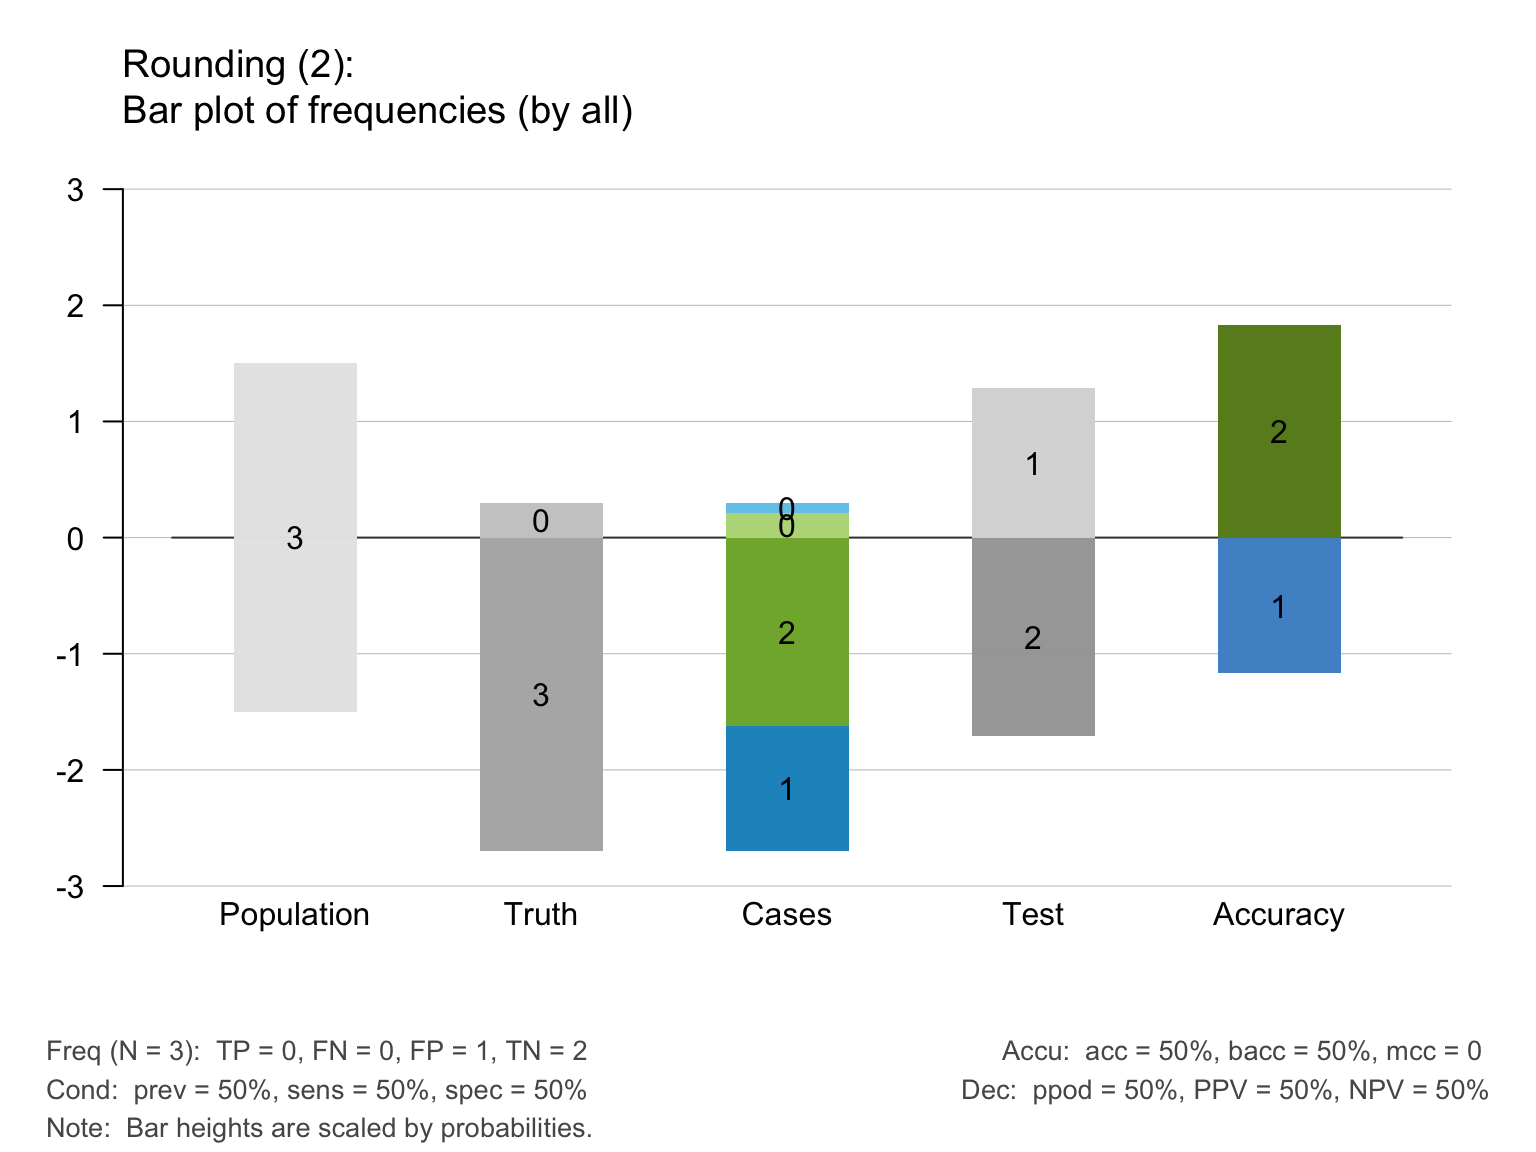 Rounding (2):
Bar plot of frequencies (by all)
3
2
1
0
-1
-2
-3
3
0
3
0
0
2
1
1
2
2
1
Population Truth Cases Test Accuracy
Freq (N = 3):  TP = 0, FN = 0, FP = 1, TN = 2
Cond:  prev = 50%, sens = 50%, spec = 50%
Note:  Bar heights are scaled by probabilities.
Accu:  acc = 50%, bacc = 50%, mcc = 0
Dec:  ppod = 50%, PPV = 50%, NPV = 50%